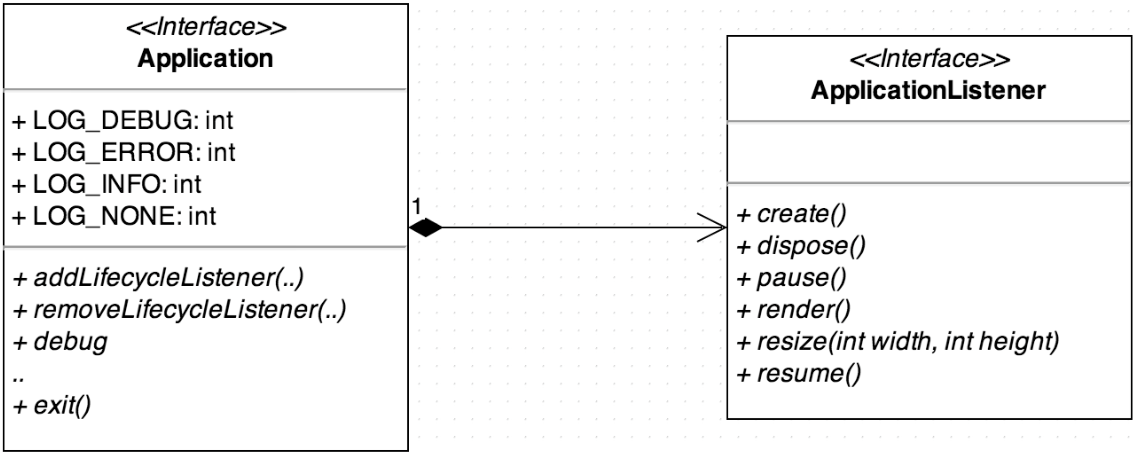 <<Interface>>
Application
+ LOG_DEBUG: int
+ LOG_ERROR: int
+ LOG_INFO: int
+ LOG_NONE: int
+ addLifecycleListener(..)
+ removeLifecycleListener(..)
+ debug
..
+ exit()
1
<<Interface>>
ApplicationListener
+ create()
+ dispose()
+ pause()
+ render()
+ resize(int width, int height)
+ resume()